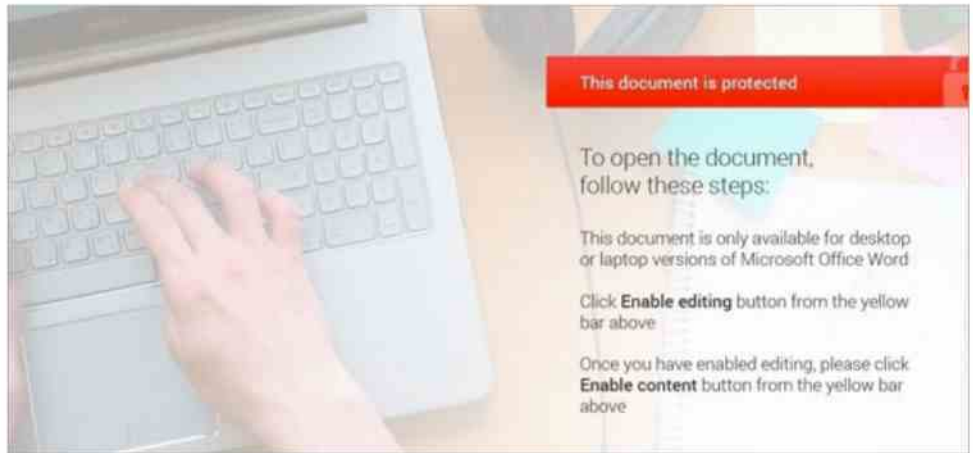 This document is protected
To open the document,
follow these steps:
This document is only available for desktop
or laptop versions of Microsoft Office Word
Click Enable editing button from the yellow
bar above
Once you have enabled editing, please click
Enable content button from the yellow bar
above